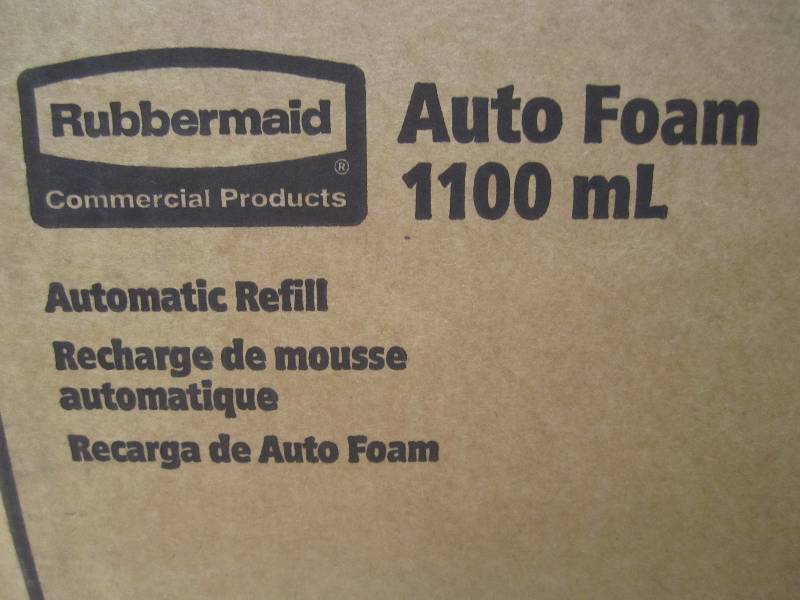 Rubbermaid
®
Commercial Products
Auto Foam
1100 mL
Automatic Refill
Recharge de mousse
automatique
Recarga de Auto Foam